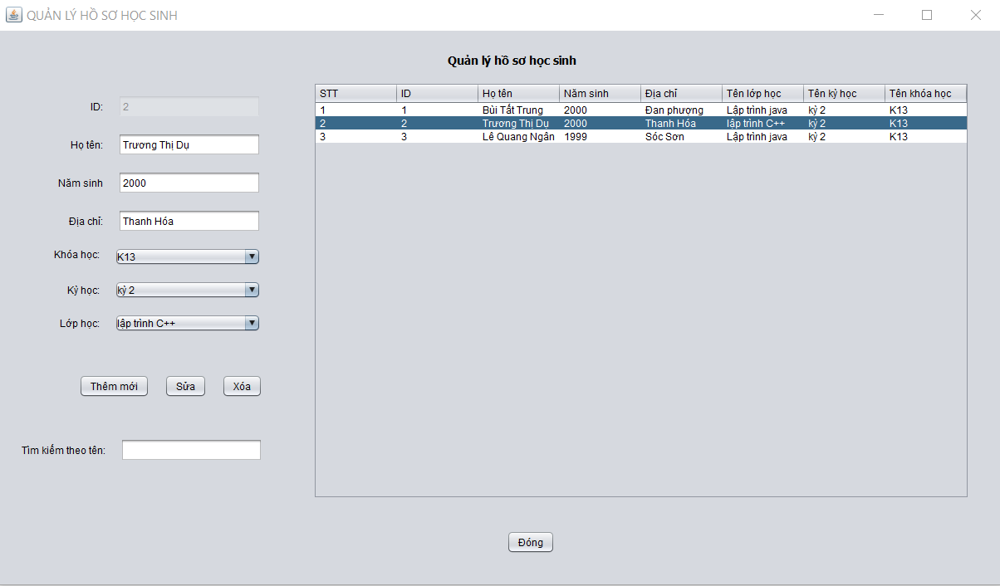 QUẢN LÝ HỒ SƠ HỌC SINH
Quản lý hồ sơ học sinh
ID: 2
Họ tên: Trương Thị Dụ
Năm sinh 2000
Địa chỉ: Thanh Hóa
Khóa học: K13
Kỳ học: kỳ 2
Lớp học: lập trình C++
Thêm mới Sửa Xóa
Tìm kiếm theo tên:
STT ID Họ tên Năm sinh Địa chỉ Tên lớp học Tên kỳ học Tên khóa học
1 1 Bùi Tất Trung 2000 Đan phượng Lập trình java kỳ 2 K13
2 2 Trương Thị Dụ 2000 Thanh Hóa lập trình C++ kỳ 2 K13
3 3 Lê Quang Ngân 1999 Sóc Sơn Lập trình java kỳ 2 K13
Đóng